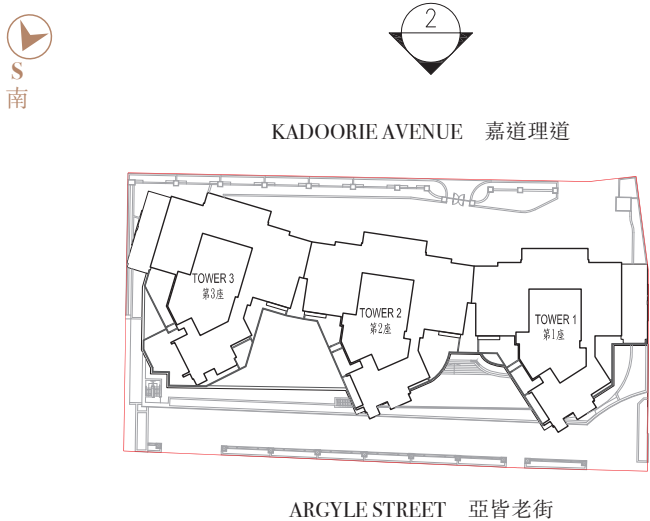 2
S
南
KADOORIE AVENUE 嘉道理道
TOWER 3
第3座
TOWER 2
第2座
TOWER 1
第1座
ARGYLE STREET 亞皆老街